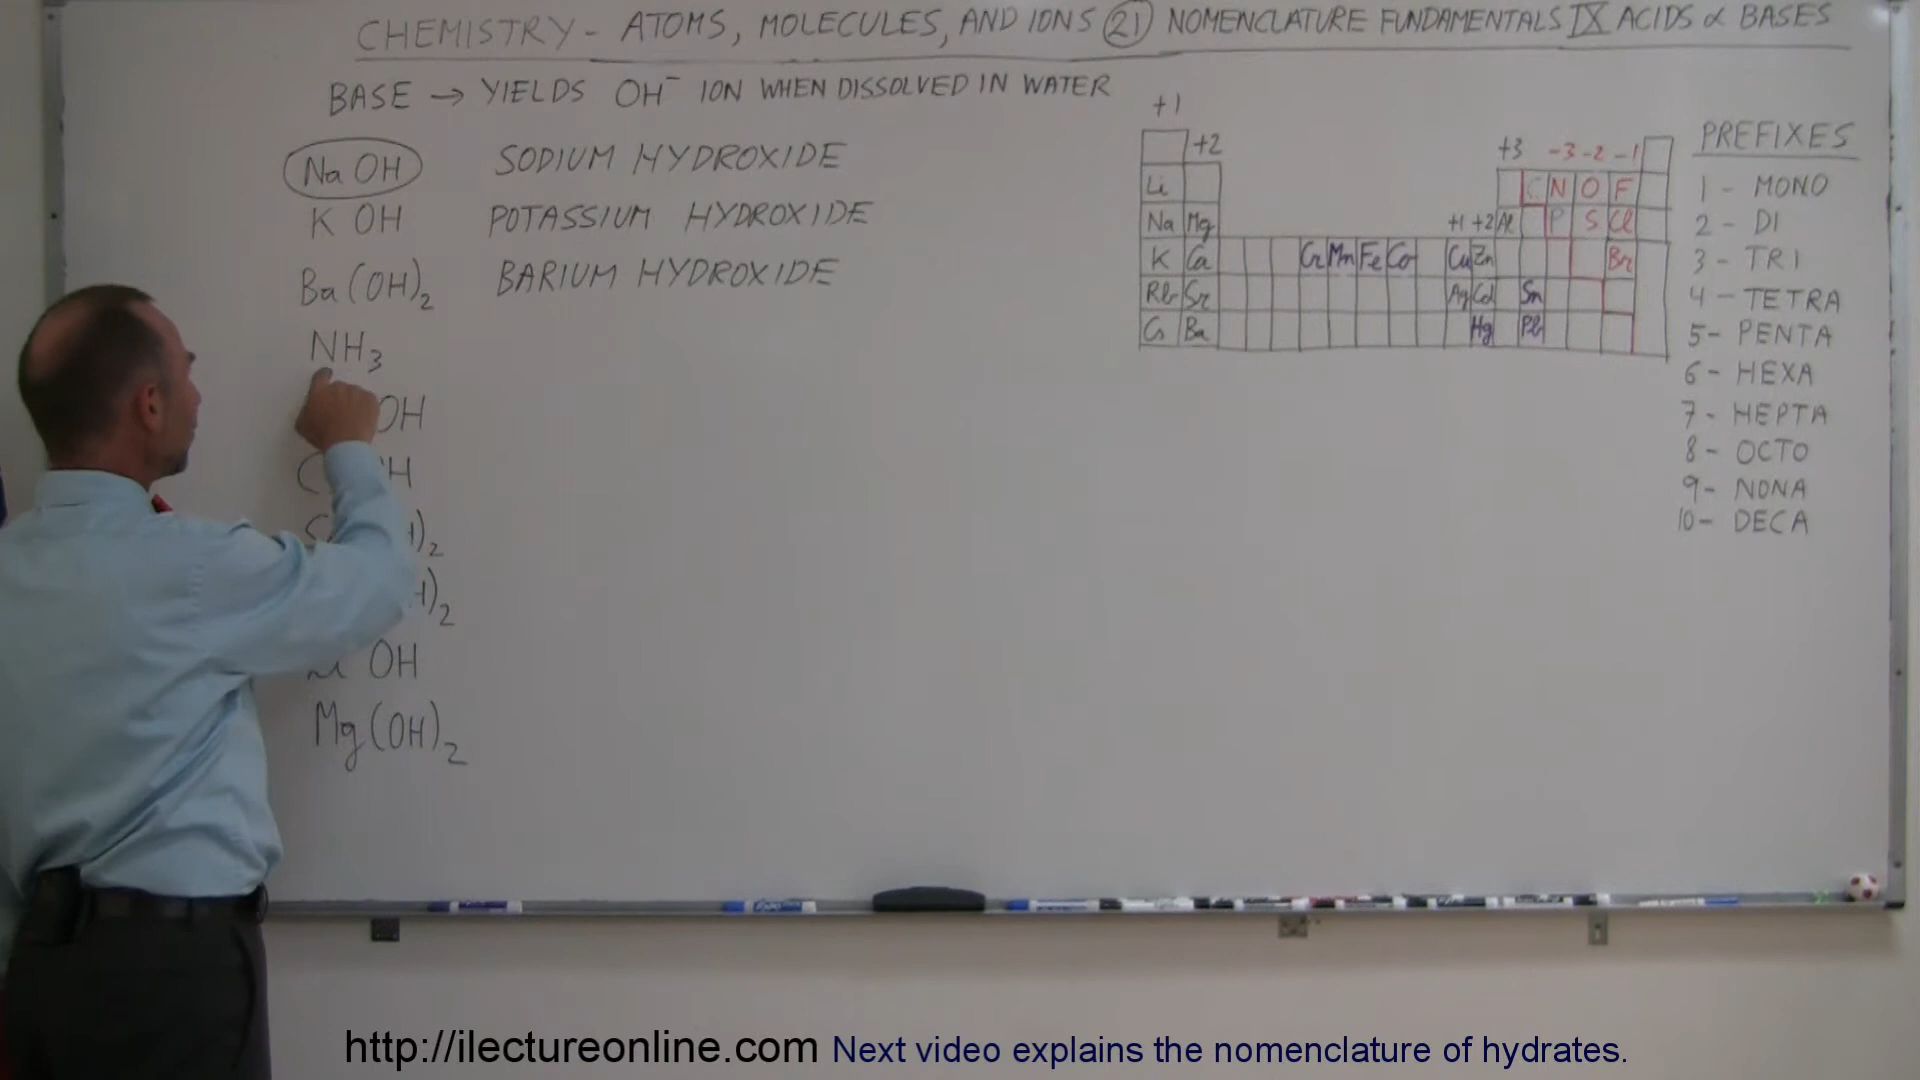 CHEMISTRY - ATOMS, MOLECULES, AND IONS 21 NOMENCLATURE FUNDAMENTALS IX ACIDS & BASES
BASE → YIELDS OH⁻ ION WHEN DISSOLVED IN WATER
NaOH SODIUM HYDROXIDE
KOH POTASSIUM HYDROXIDE
Ba(OH)₂ BARIUM HYDROXIDE
NH₃
OH
H
)₂
H)₂
OH
Mg(OH)₂
+1
+2 +3 -3 -2 -1
Li C N O F
Na Mg +1 +2 Al P S Cl
K Ca Cr Mn Fe Co Cu Zn Br
Rb Sr Ag Cd Sn
Cs Ba Hg Pb
PREFIXES
1 - MONO
2 - DI
3 - TRI
4 - TETRA
5 - PENTA
6 - HEXA
7 - HEPTA
8 - OCTO
9 - NONA
10 - DECA
http://ilectureonline.com Next video explains the nomenclature of hydrates.